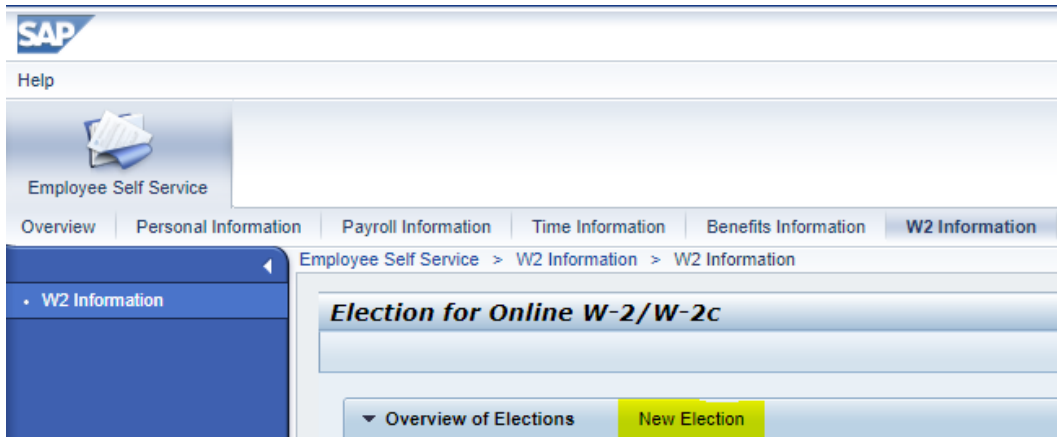 SAP
Help
Employee Self Service
Overview Personal Information Payroll Information Time Information Benefits Information W2 Information
Employee Self Service > W2 Information > W2 Information
• W2 Information
Election for Online W-2/W-2c
Overview of Elections New Election